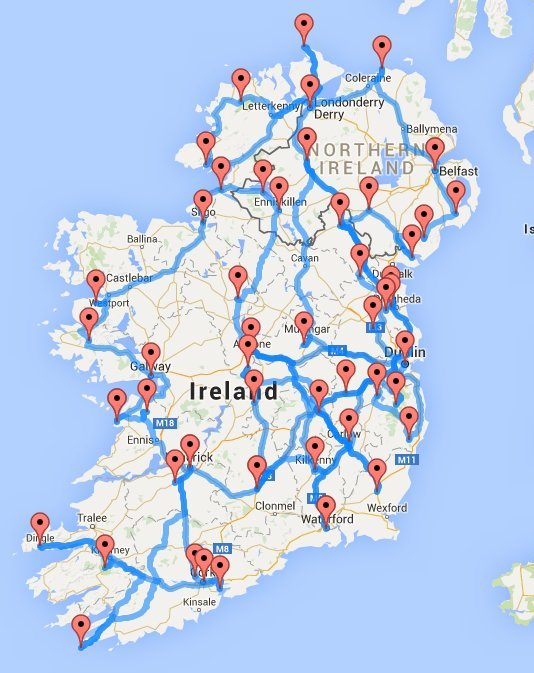 Coleraine
Letterkenny
Londonderry
Derry
Ballymena
NORTHERN
IRELAND
Belfast
Enniskillen
Sligo
Is
Ballina
Cavan
Castlebar
Westport
Dundalk
Drogheda
Mullingar
Athlone
M4
Dublin
Galway
Ireland
M18
Carlow
Ennis
Limerick
Kilkenny
M11
Clonmel
Wexford
Tralee
Waterford
Dingle
Killarney
M8
Cork
Kinsale